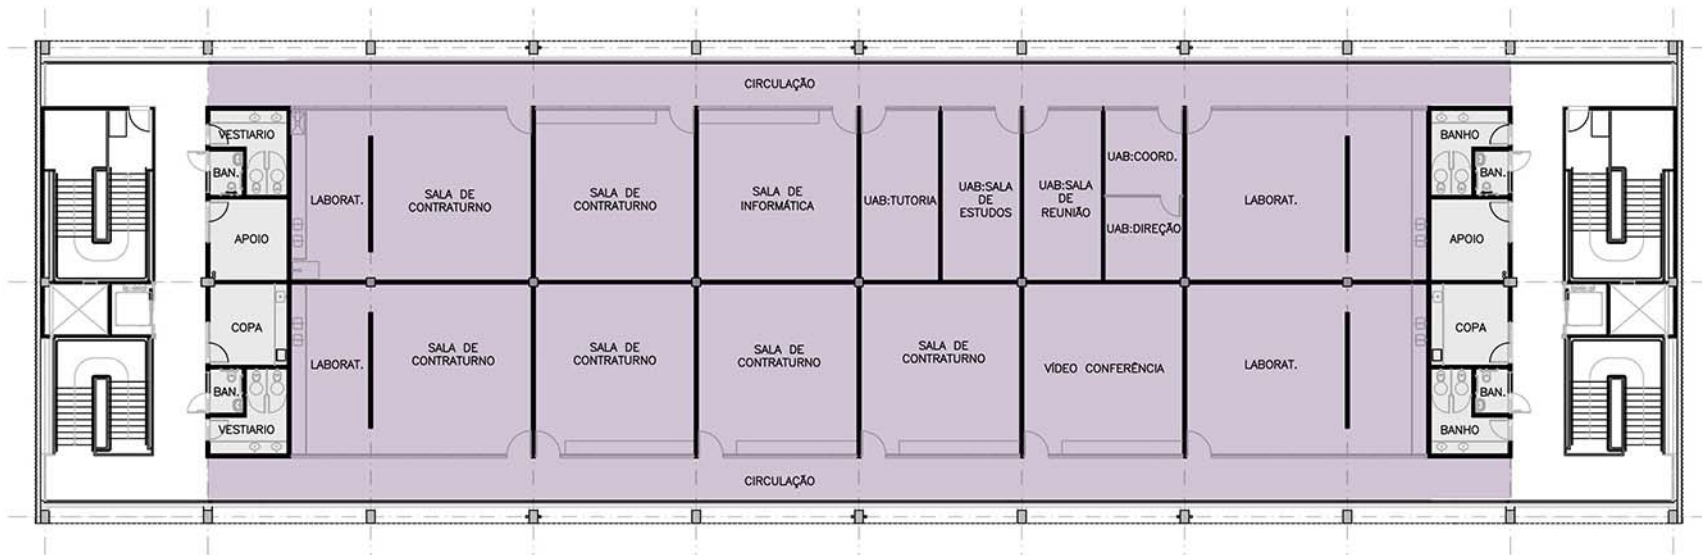 CIRCULAÇÃO
VESTIARIO
BAN.
APOIO
LABORAT.
SALA DE
CONTRATURNO
SALA DE
CONTRATURNO
SALA DE
INFORMÁTICA
UAB:TUTORIA
UAB:SALA
DE
ESTUDOS
UAB:SALA
DE
REUNIÃO
UAB:COORD.
UAB:DIREÇÃO
LABORAT.
BANHO
BAN.
APOIO
COPA
BAN.
VESTIARIO
LABORAT.
SALA DE
CONTRATURNO
SALA DE
CONTRATURNO
SALA DE
CONTRATURNO
SALA DE
CONTRATURNO
VÍDEO CONFERÊNCIA
LABORAT.
COPA
BAN.
BANHO
CIRCULAÇÃO